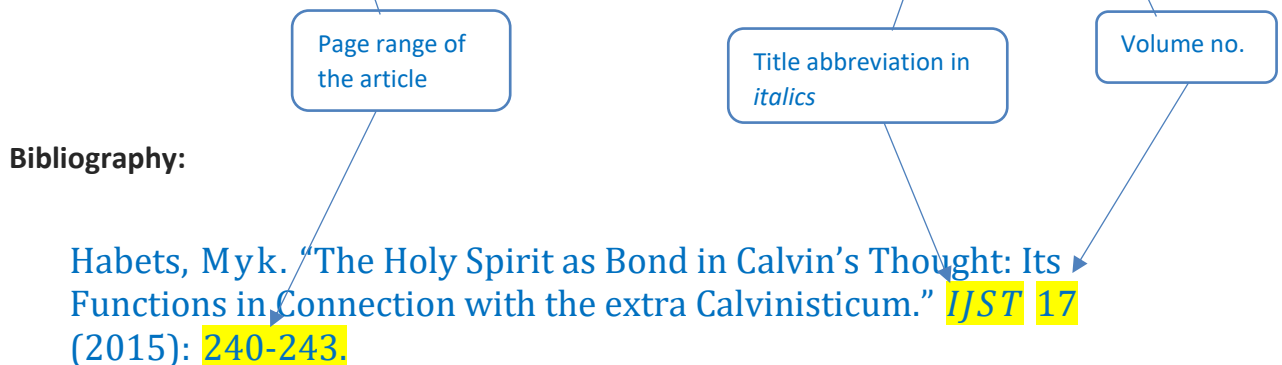 Page range of
the article
Title abbreviation in
italics
Volume no.
Bibliography:
Habets, Myk. “The Holy Spirit as Bond in Calvin’s Thought: Its
Functions in Connection with the extra Calvinisticum.” IJST 17
(2015): 240-243.